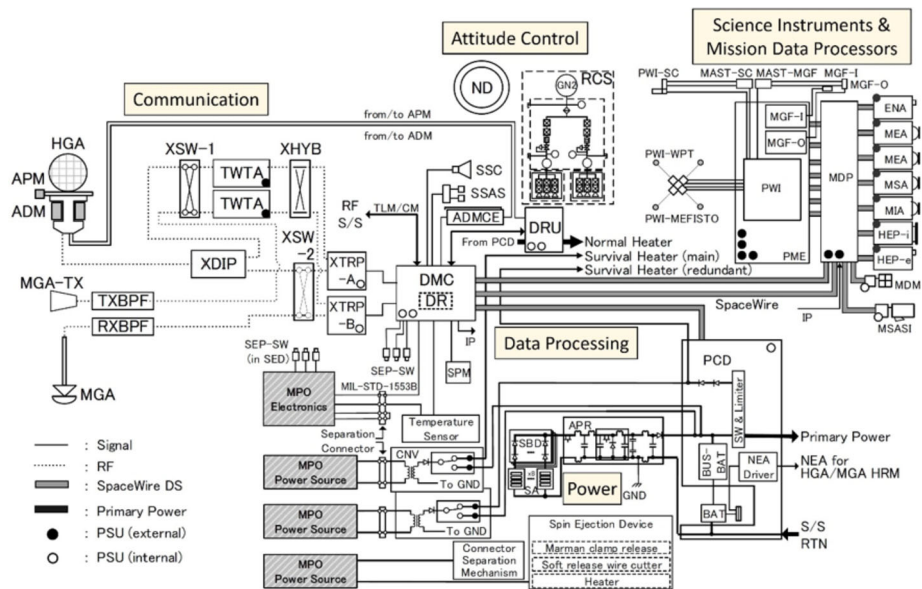 Attitude Control
Science Instruments &
Mission Data Processors
Communication
ND
GN2
RCS
PWI-SC
MAST-SC
MAST-MGF
MGF-I
MGF-O
HGA
APM
ADM
XSW-1
TWTA
TWTA
XHYB
from/to APM
from/to ADM
SSC
SSAS
ADMCE
RF
S/S
TLM/CM
DRU
From PCD
Normal Heater
Survival Heater (main)
Survival Heater (redundant)
MGF-I
MGF-O
PWI-WPT
PWI
PWI-MEFISTO
PME
MDP
ENA
MEA
MEA
MSA
MIA
HEP-i
HEP-e
MDM
MSASI
SpaceWire
IP
XSW
-2
XDIP
XTRP
-A
XTRP
-B
DMC
DR
MGA-TX
TXBPF
RXBPF
MGA
SEP-SW
(in SED)
SEP-SW
IP
SPM
Data Processing
MIL-STD-1553B
MPO
Electronics
Temperature
Sensor
Separation
Connector
PCD
SW & Limiter
Primary Power
BUS-
BAT
NEA
Driver
NEA for
HGA/MGA HRM
BAT
S/S
RTN
APR
SBD
SA
Power
GND
CNV
To GND
MPO
Power Source
MPO
Power Source
To GND
MPO
Power Source
Connector
Separation
Mechanism
Spin Ejection Device
Marman clamp release
Soft release wire cutter
Heater
: Signal
: RF
: SpaceWire DS
: Primary Power
: PSU (external)
: PSU (internal)